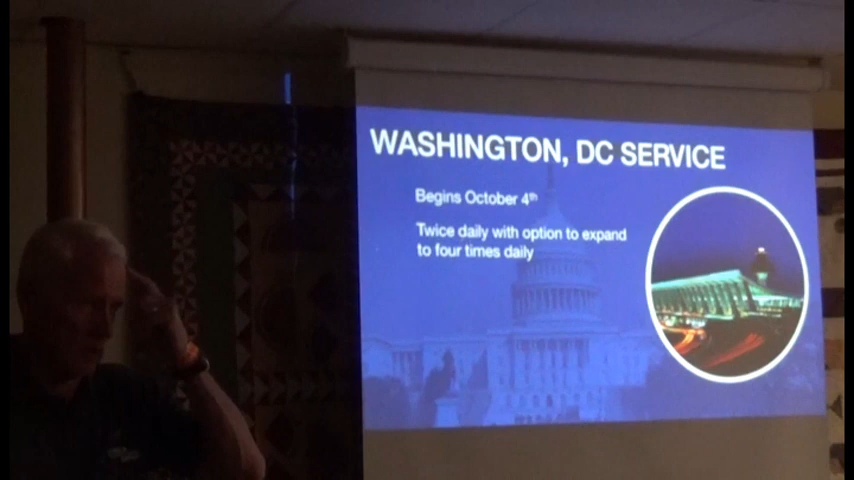 WASHINGTON, DC SERVICE
Begins October 4th
Twice daily with option to expand
to four times daily